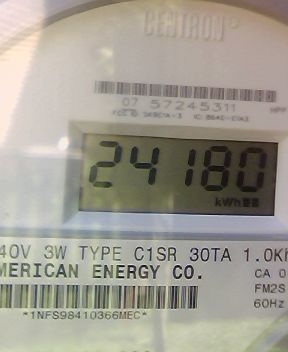 CENTRON®
07 57245311
24180
kWh
40V 3W TYPE C1SR 30TA 1.0Kh
MERICAN ENERGY CO.
CA 0
FM2S
60Hz
*1NFS98410366MEC*